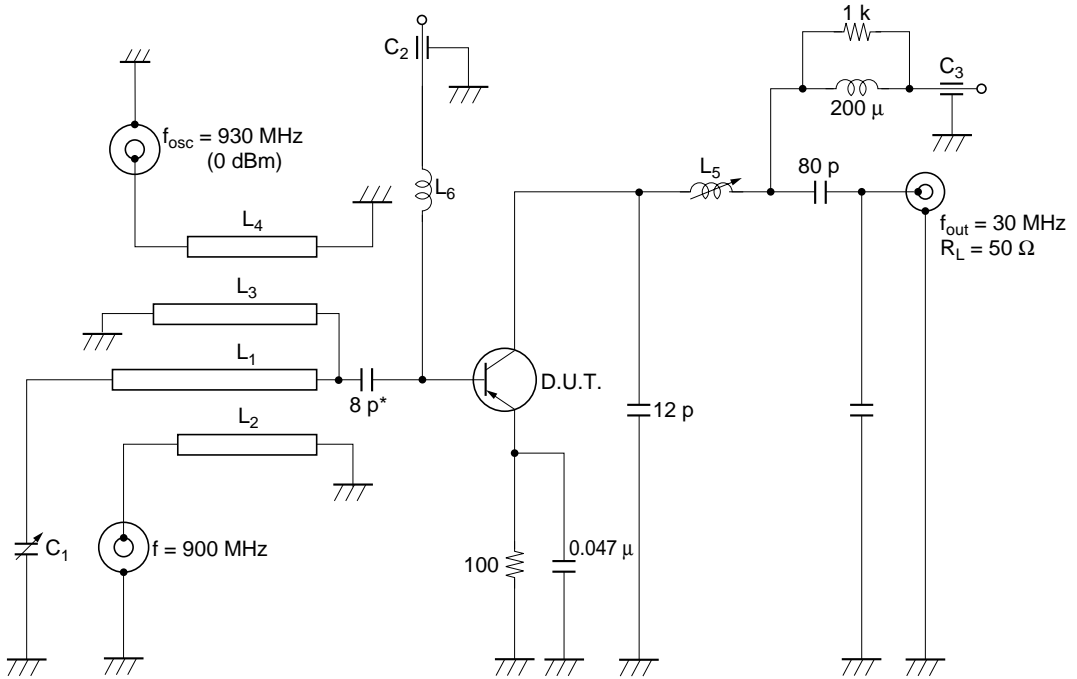 1 k
C2
C3
200 μ
fosc = 930 MHz
(0 dBm)
L6
L5
80 p
L4
fout = 30 MHz
RL = 50 Ω
L3
L1
D.U.T.
8 p*
12 p
L2
C1
f = 900 MHz
100
0.047 μ